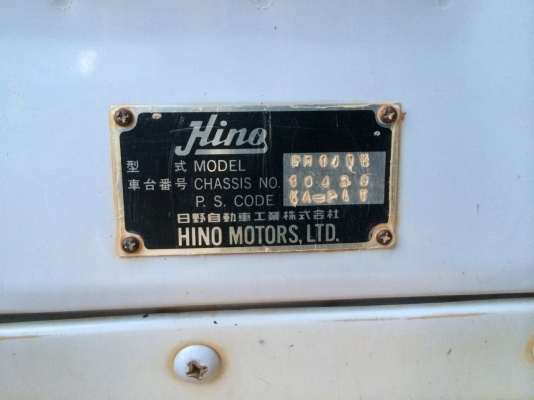 Hino
型 式 MODEL
車台番号 CHASSIS NO. 10430
P. S. CODE
日野自動車工業株式会社
HINO MOTORS, LTD.